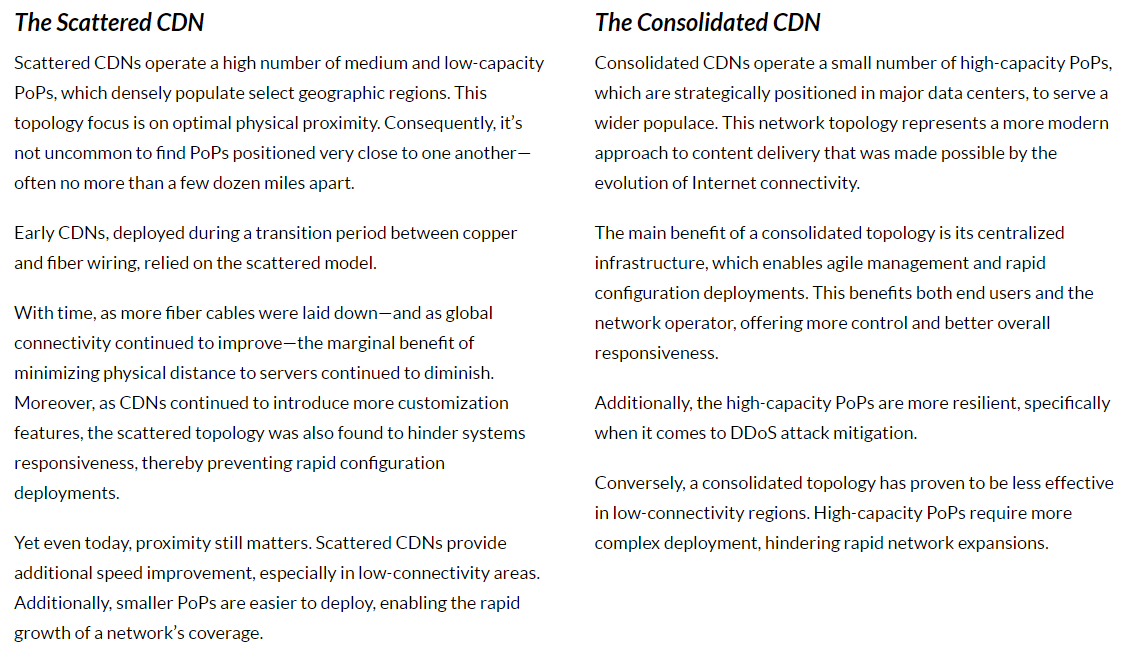 The Scattered CDN
Scattered CDNs operate a high number of medium and low-capacity
PoPs, which densely populate select geographic regions. This
topology focus is on optimal physical proximity. Consequently, it's
not uncommon to find PoPs positioned very close to one another—
often no more than a few dozen miles apart.
Early CDNs, deployed during a transition period between copper
and fiber wiring, relied on the scattered model.
With time, as more fiber cables were laid down—and as global
connectivity continued to improve—the marginal benefit of
minimizing physical distance to servers continued to diminish.
Moreover, as CDNs continued to introduce more customization
features, the scattered topology was also found to hinder systems
responsiveness, thereby preventing rapid configuration
deployments.
Yet even today, proximity still matters. Scattered CDNs provide
additional speed improvement, especially in low-connectivity areas.
Additionally, smaller PoPs are easier to deploy, enabling the rapid
growth of a network's coverage.
The Consolidated CDN
Consolidated CDNs operate a small number of high-capacity PoPs,
which are strategically positioned in major data centers, to serve a
wider populace. This network topology represents a more modern
approach to content delivery that was made possible by the
evolution of Internet connectivity.
The main benefit of a consolidated topology is its centralized
infrastructure, which enables agile management and rapid
configuration deployments. This benefits both end users and the
network operator, offering more control and better overall
responsiveness.
Additionally, the high-capacity PoPs are more resilient, specifically
when it comes to DDoS attack mitigation.
Conversely, a consolidated topology has proven to be less effective
in low-connectivity regions. High-capacity PoPs require more
complex deployment, hindering rapid network expansions.